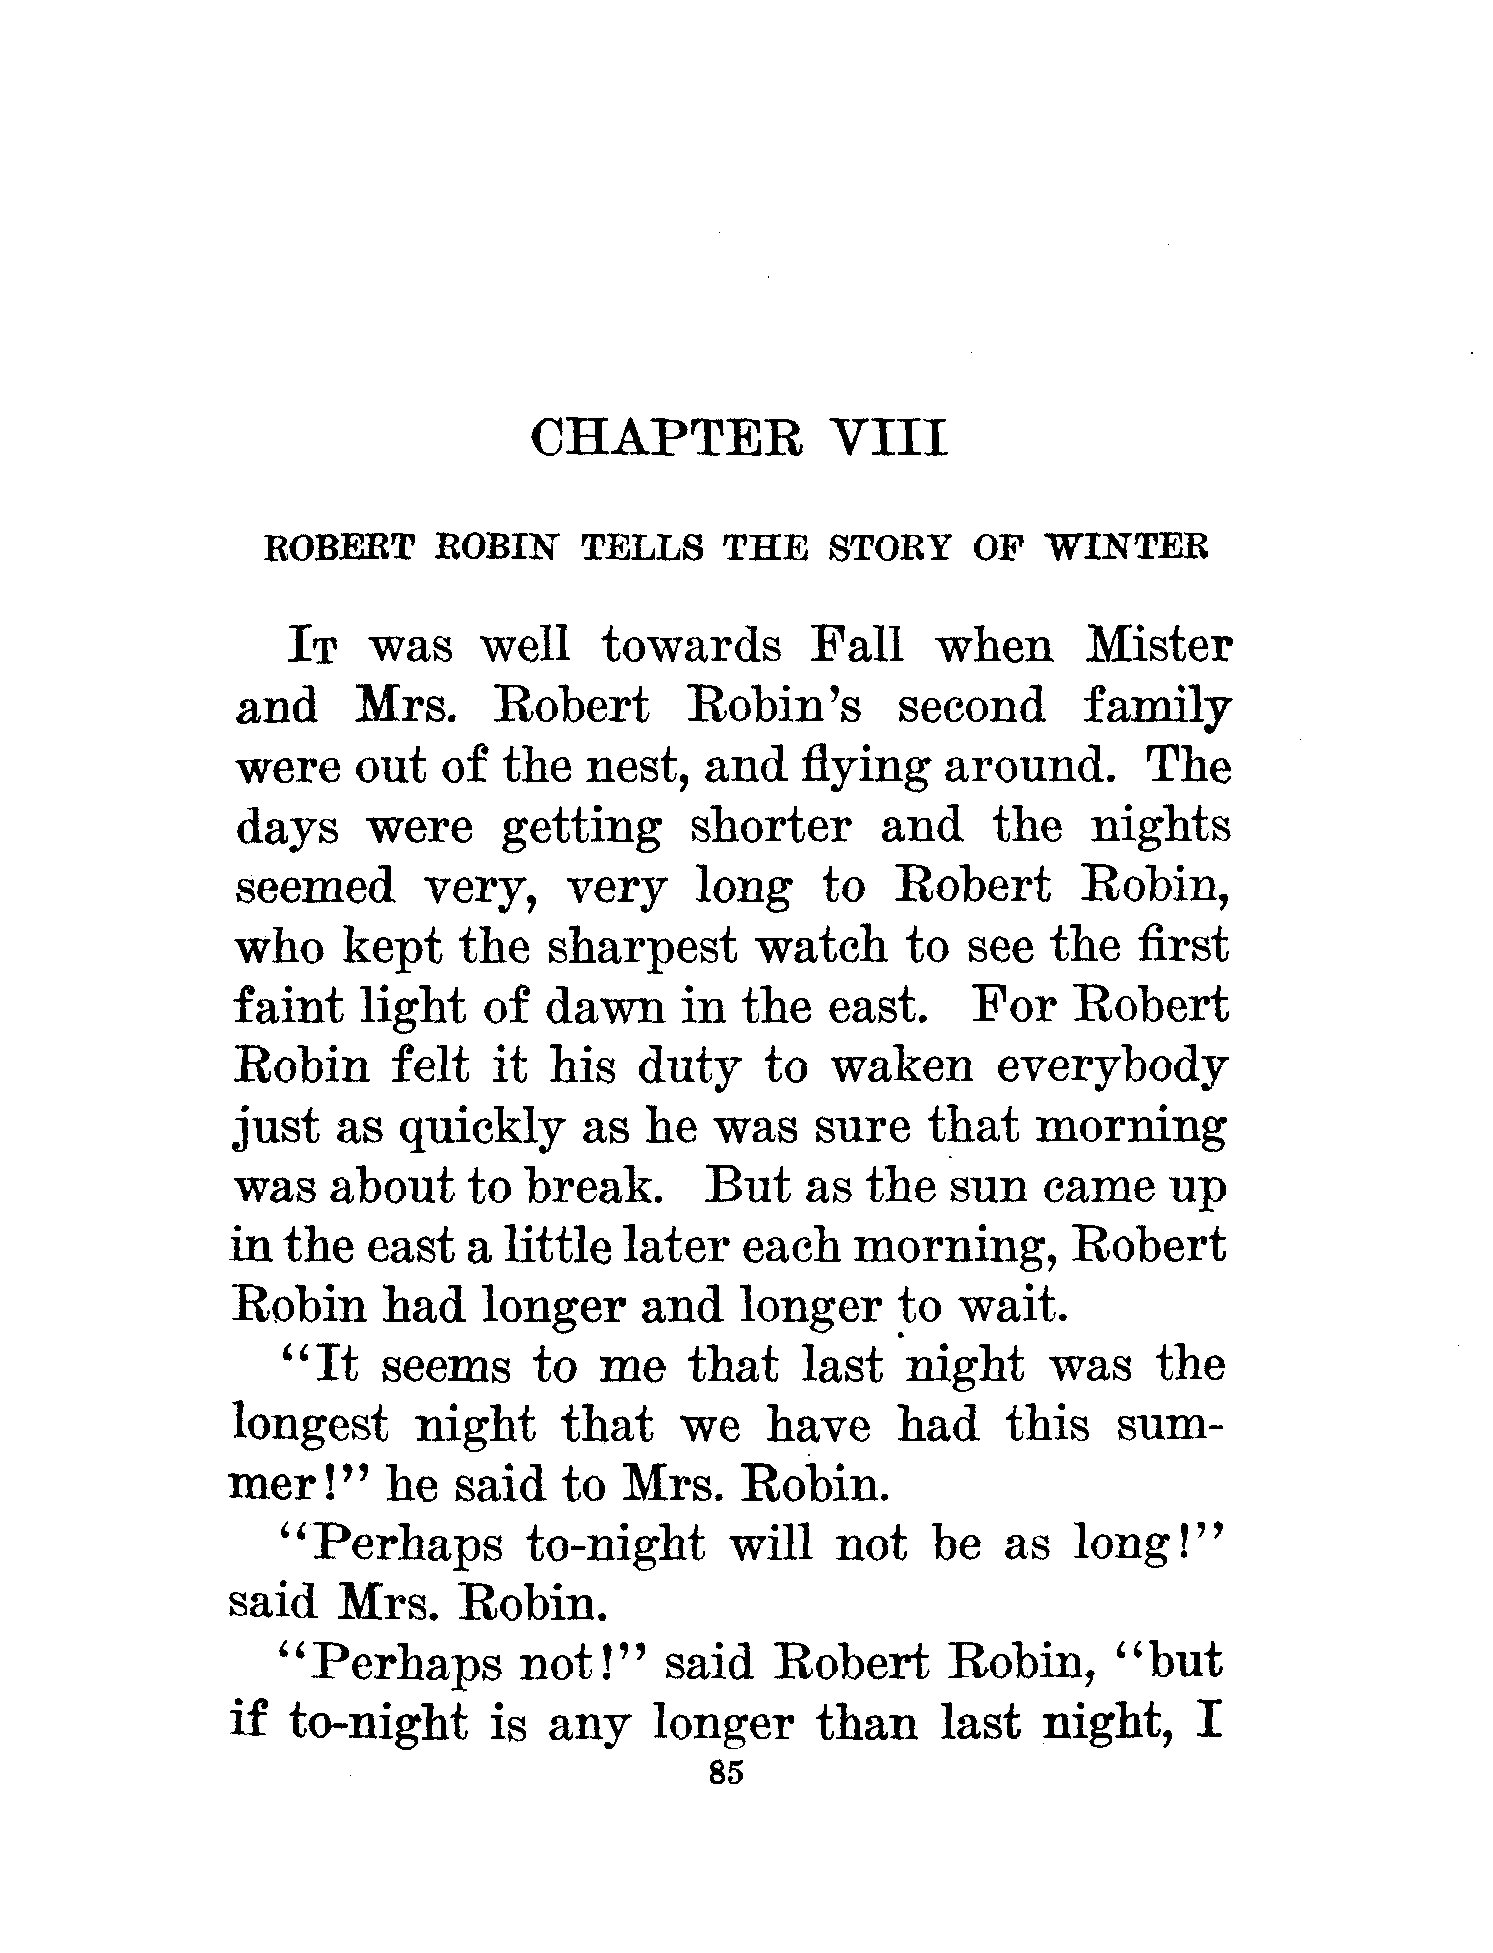 CHAPTER VIII
ROBERT ROBIN TELLS THE STORY OF WINTER
It was well towards Fall when Mister
and Mrs. Robert Robin's second family
were out of the nest, and flying around. The
days were getting shorter and the nights
seemed very, very long to Robert Robin,
who kept the sharpest watch to see the first
faint light of dawn in the east. For Robert
Robin felt it his duty to waken everybody
just as quickly as he was sure that morning
was about to break. But as the sun came up
in the east a little later each morning, Robert
Robin had longer and longer to wait.
"It seems to me that last night was the
longest night that we have had this sum-
mer!" he said to Mrs. Robin.
"Perhaps to-night will not be as long!"
said Mrs. Robin.
"Perhaps not!" said Robert Robin, "but
if to-night is any longer than last night, I
85